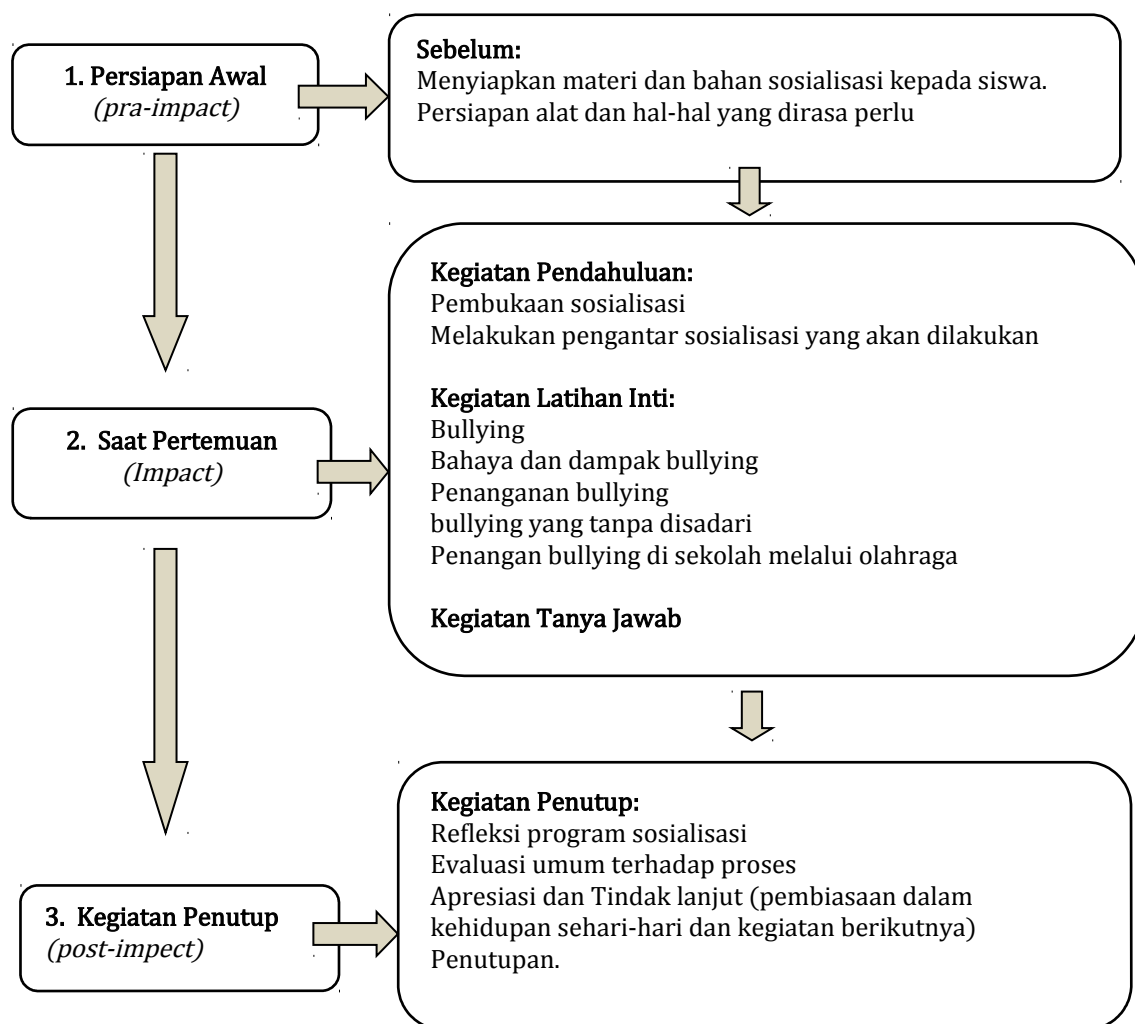 1. Persiapan Awal
(pra-impact)
Sebelum:
Menyiapkan materi dan bahan sosialisasi kepada siswa.
Persiapan alat dan hal-hal yang dirasa perlu
2. Saat Pertemuan
(Impact)
Kegiatan Pendahuluan:
Pembukaan sosialisasi
Melakukan pengantar sosialisasi yang akan dilakukan
Kegiatan Latihan Inti:
Bullying
Bahaya dan dampak bullying
Penanganan bullying
bullying yang tanpa disadari
Penangan bullying di sekolah melalui olahraga
Kegiatan Tanya Jawab
3. Kegiatan Penutup
(post-impect)
Kegiatan Penutup:
Refleksi program sosialisasi
Evaluasi umum terhadap proses
Apresiasi dan Tindak lanjut (pembiasaan dalam
kehidupan sehari-hari dan kegiatan berikutnya)
Penutupan.